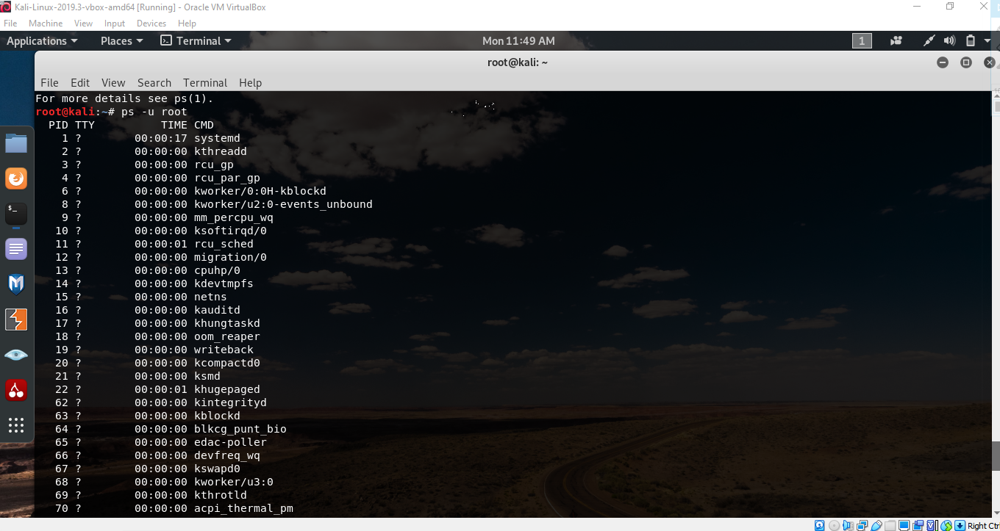 Kali-Linux-2019.3-vbox-amd64 [Running] - Oracle VM VirtualBox
File Machine View Input Devices Help
Applications Places Terminal Mon 11:49 AM 1
root@kali: ~
File Edit View Search Terminal Help
For more details see ps(1).
root@kali:~# ps -u root
PID TTY TIME CMD
1 ? 00:00:17 systemd
2 ? 00:00:00 kthreadd
3 ? 00:00:00 rcu_gp
4 ? 00:00:00 rcu_par_gp
6 ? 00:00:00 kworker/0:0H-kblockd
8 ? 00:00:00 kworker/u2:0-events_unbound
9 ? 00:00:00 mm_percpu_wq
10 ? 00:00:00 ksoftirqd/0
11 ? 00:00:01 rcu_sched
12 ? 00:00:00 migration/0
13 ? 00:00:00 cpuhp/0
14 ? 00:00:00 kdevtmpfs
15 ? 00:00:00 netns
16 ? 00:00:00 kauditd
17 ? 00:00:00 khungtaskd
18 ? 00:00:00 oom_reaper
19 ? 00:00:00 writeback
20 ? 00:00:00 kcompactd0
21 ? 00:00:00 ksmd
22 ? 00:00:01 khugepaged
62 ? 00:00:00 kintegrityd
63 ? 00:00:00 kblockd
64 ? 00:00:00 blkcg_punt_bio
65 ? 00:00:00 edac-poller
66 ? 00:00:00 devfreq_wq
67 ? 00:00:00 kswapd0
68 ? 00:00:00 kworker/u3:0
69 ? 00:00:00 kthrotld
70 ? 00:00:00 acpi_thermal_pm
Right Ctr